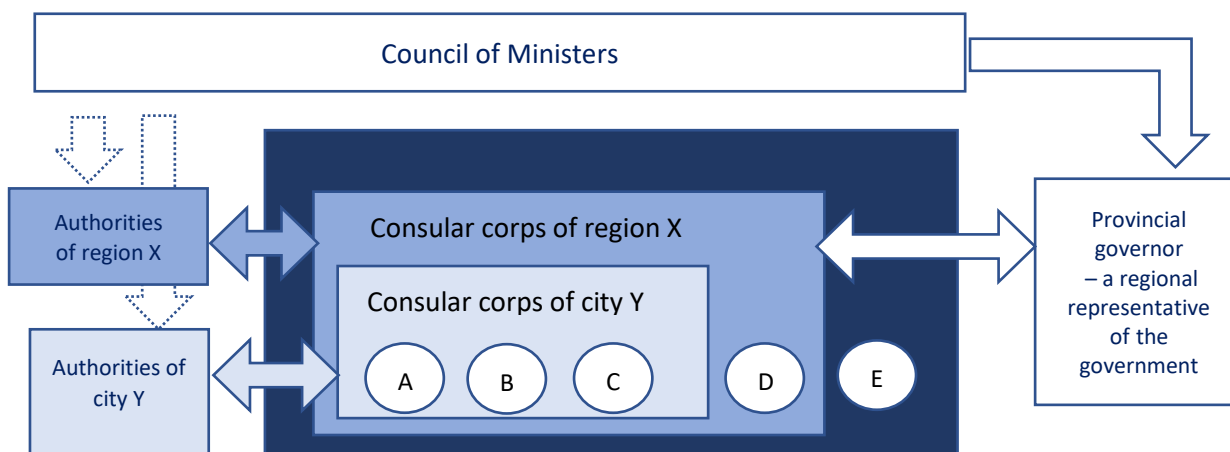 Council of Ministers
Authorities
of region X
Consular corps of region X
Provincial
governor
– a regional
representative
of the
government
Consular corps of city Y
Authorities of
city Y
A
B
C
D
E